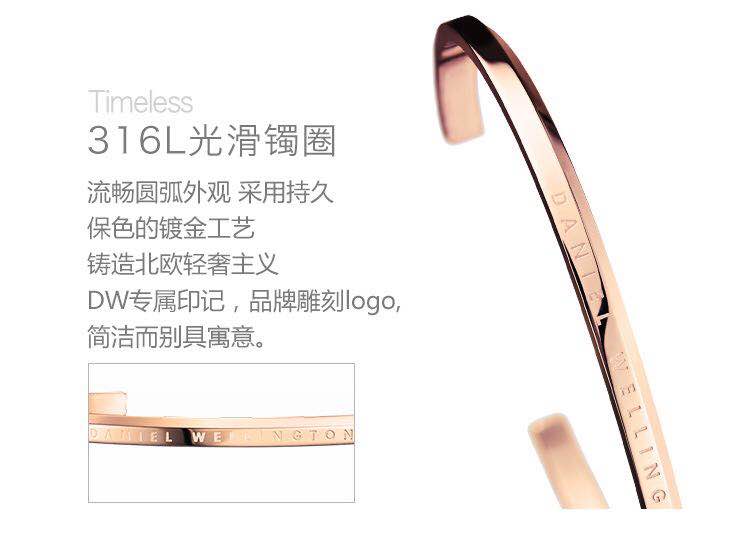 Timeless
316L光滑镯圈
流畅圆弧外观 采用持久
保色的镀金工艺
铸造北欧轻奢主义
DW专属印记，品牌雕刻logo,
简洁而别具寓意。
DANIEL WELLINGTON
DANIEL WELLING